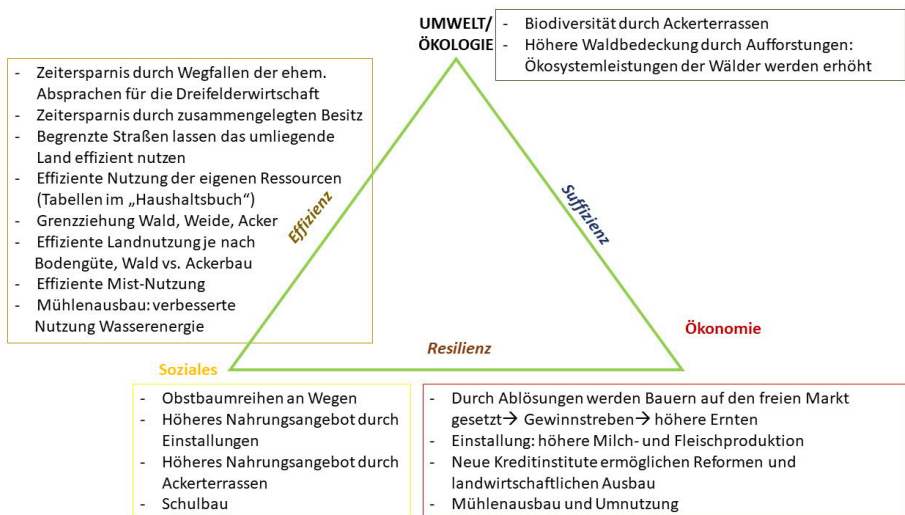 UMWELT/
ÖKOLOGIE
- Biodiversität durch Ackerterrassen
- Höhere Waldbedeckung durch Aufforstungen:
Ökosystemleistungen der Wälder werden erhöht
- Zeitersparnis durch Wegfallen der ehem.
Absprachen für die Dreifelderwirtschaft
- Zeitersparnis durch zusammengelegten Besitz
- Begrenzte Straßen lassen das umliegende
Land effizient nutzen
- Effiziente Nutzung der eigenen Ressourcen
(Tabellen im „Haushaltsbuch“)
- Grenzziehung Wald, Weide, Acker
- Effiziente Landnutzung je nach
Bodengüte, Wald vs. Ackerbau
- Effiziente Mist-Nutzung
- Mühlenausbau: verbesserte
Nutzung Wasserenergie
Effizienz
Suffizienz
Resilienz
Ökonomie
Soziales
- Obstbaumreihen an Wegen
- Höheres Nahrungsangebot durch
Einstallungen
- Höheres Nahrungsangebot durch
Ackerterrassen
- Schulbau
- Durch Ablösungen werden Bauern auf den freien Markt
gesetzt→ Gewinnstreben→ höhere Ernten
- Einstallung: höhere Milch- und Fleischproduktion
- Neue Kreditinstitute ermöglichen Reformen und
landwirtschaftlichen Ausbau
- Mühlenausbau und Umnutzung